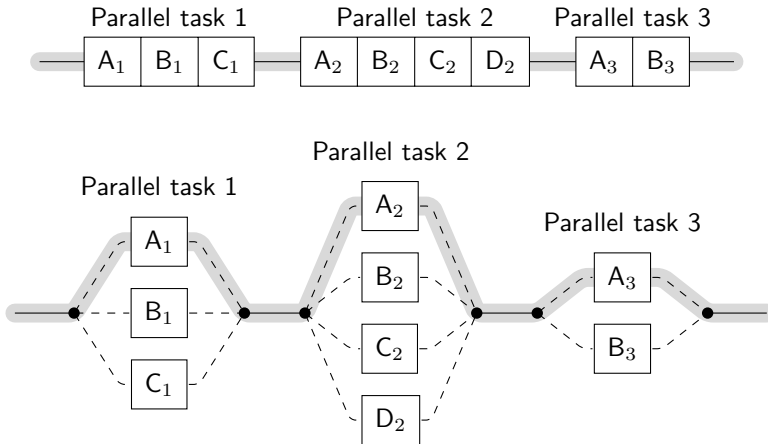 Parallel task 1 Parallel task 2 Parallel task 3
A₁ B₁ C₁ A₂ B₂ C₂ D₂ A₃ B₃
Parallel task 2
Parallel task 1
A₂
Parallel task 3
A₁
B₂
A₃
B₁
C₂
B₃
C₁
D₂